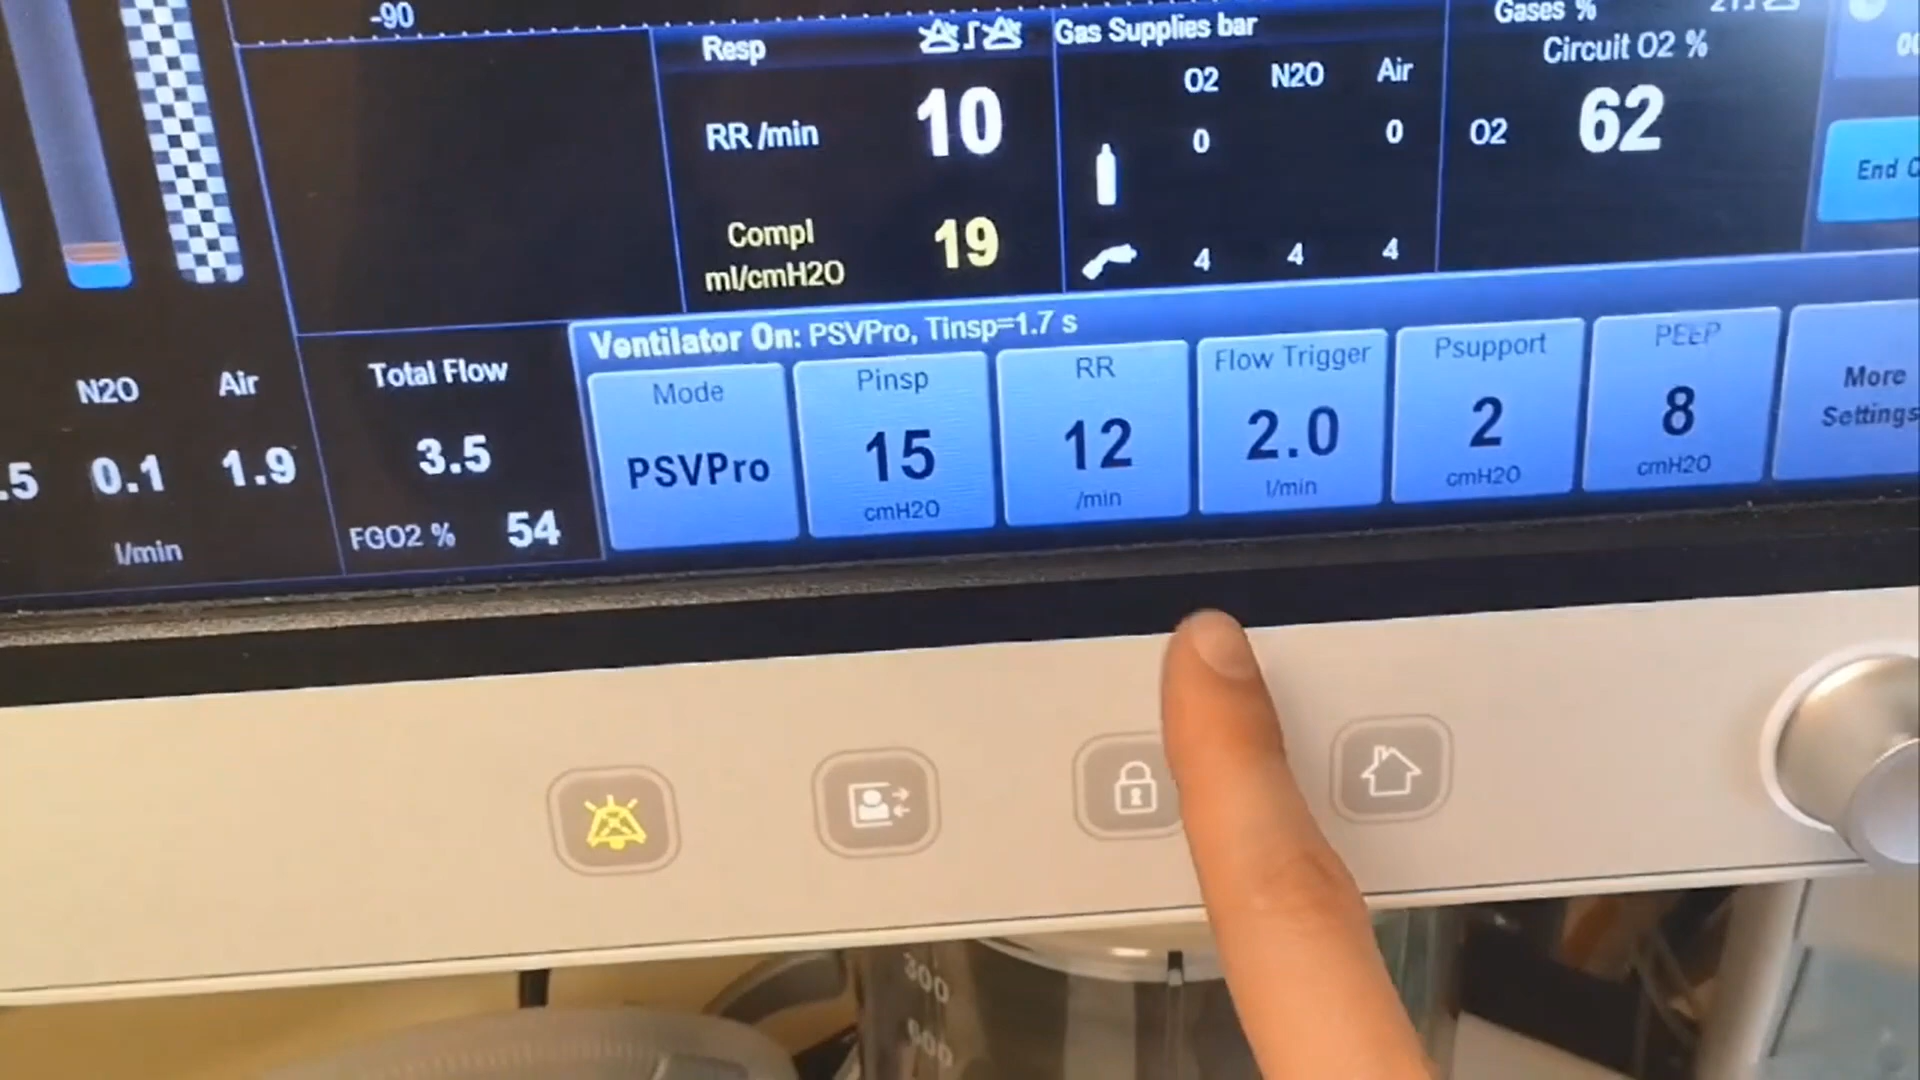 -90
Resp
RR /min 10
Compl
ml/cmH2O
19
Gas Supplies bar
O2 N2O Air
0 0
4 4 4
Gases %
Circuit O2 %
O2 62
End
N2O Air
.5 0.1 1.9
l/min
Total Flow
3.5
FGO2 % 54
Ventilator On: PSVPro, Tinsp=1.7 s
Mode
PSVPro
Pinsp
15
cmH2O
RR
12
/min
Flow Trigger
2.0
l/min
Psupport
2
cmH2O
PEEP
8
cmH2O
More
Settings
300